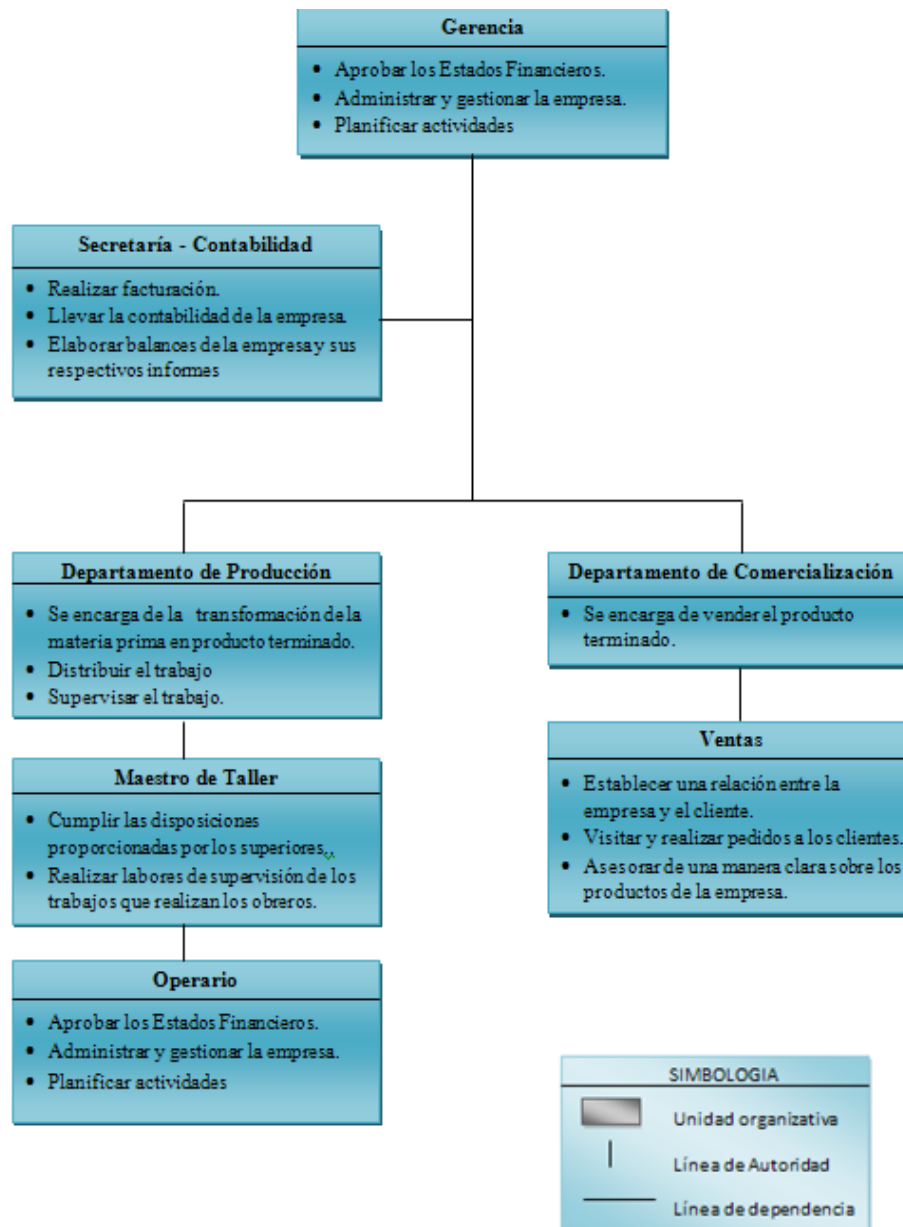 Gerencia
• Aprobar los Estados Financieros.
• Administrar y gestionar la empresa.
• Planificar actividades
Secretaría - Contabilidad
• Realizar facturación.
• Llevar la contabilidad de la empresa.
• Elaborar balances de la empresa y sus
respectivos informes
Departamento de Producción
• Se encarga de la transformación de la
materia prima en producto terminado.
• Distribuir el trabajo
• Supervisar el trabajo.
Departamento de Comercialización
• Se encarga de vender el producto
terminado.
Maestro de Taller
• Cumplir las disposiciones
proporcionadas por los superiores,,
• Realizar labores de supervisión de los
trabajos que realizan los obreros.
Ventas
• Establecer una relación entre la
empresa y el cliente.
• Visitar y realizar pedidos a los clientes.
• Asesorar de una manera clara sobre los
productos de la empresa.
Operario
• Aprobar los Estados Financieros.
• Administrar y gestionar la empresa.
• Planificar actividades
SIMBOLOGIA
Unidad organizativa
Línea de Autoridad
Línea de dependencia